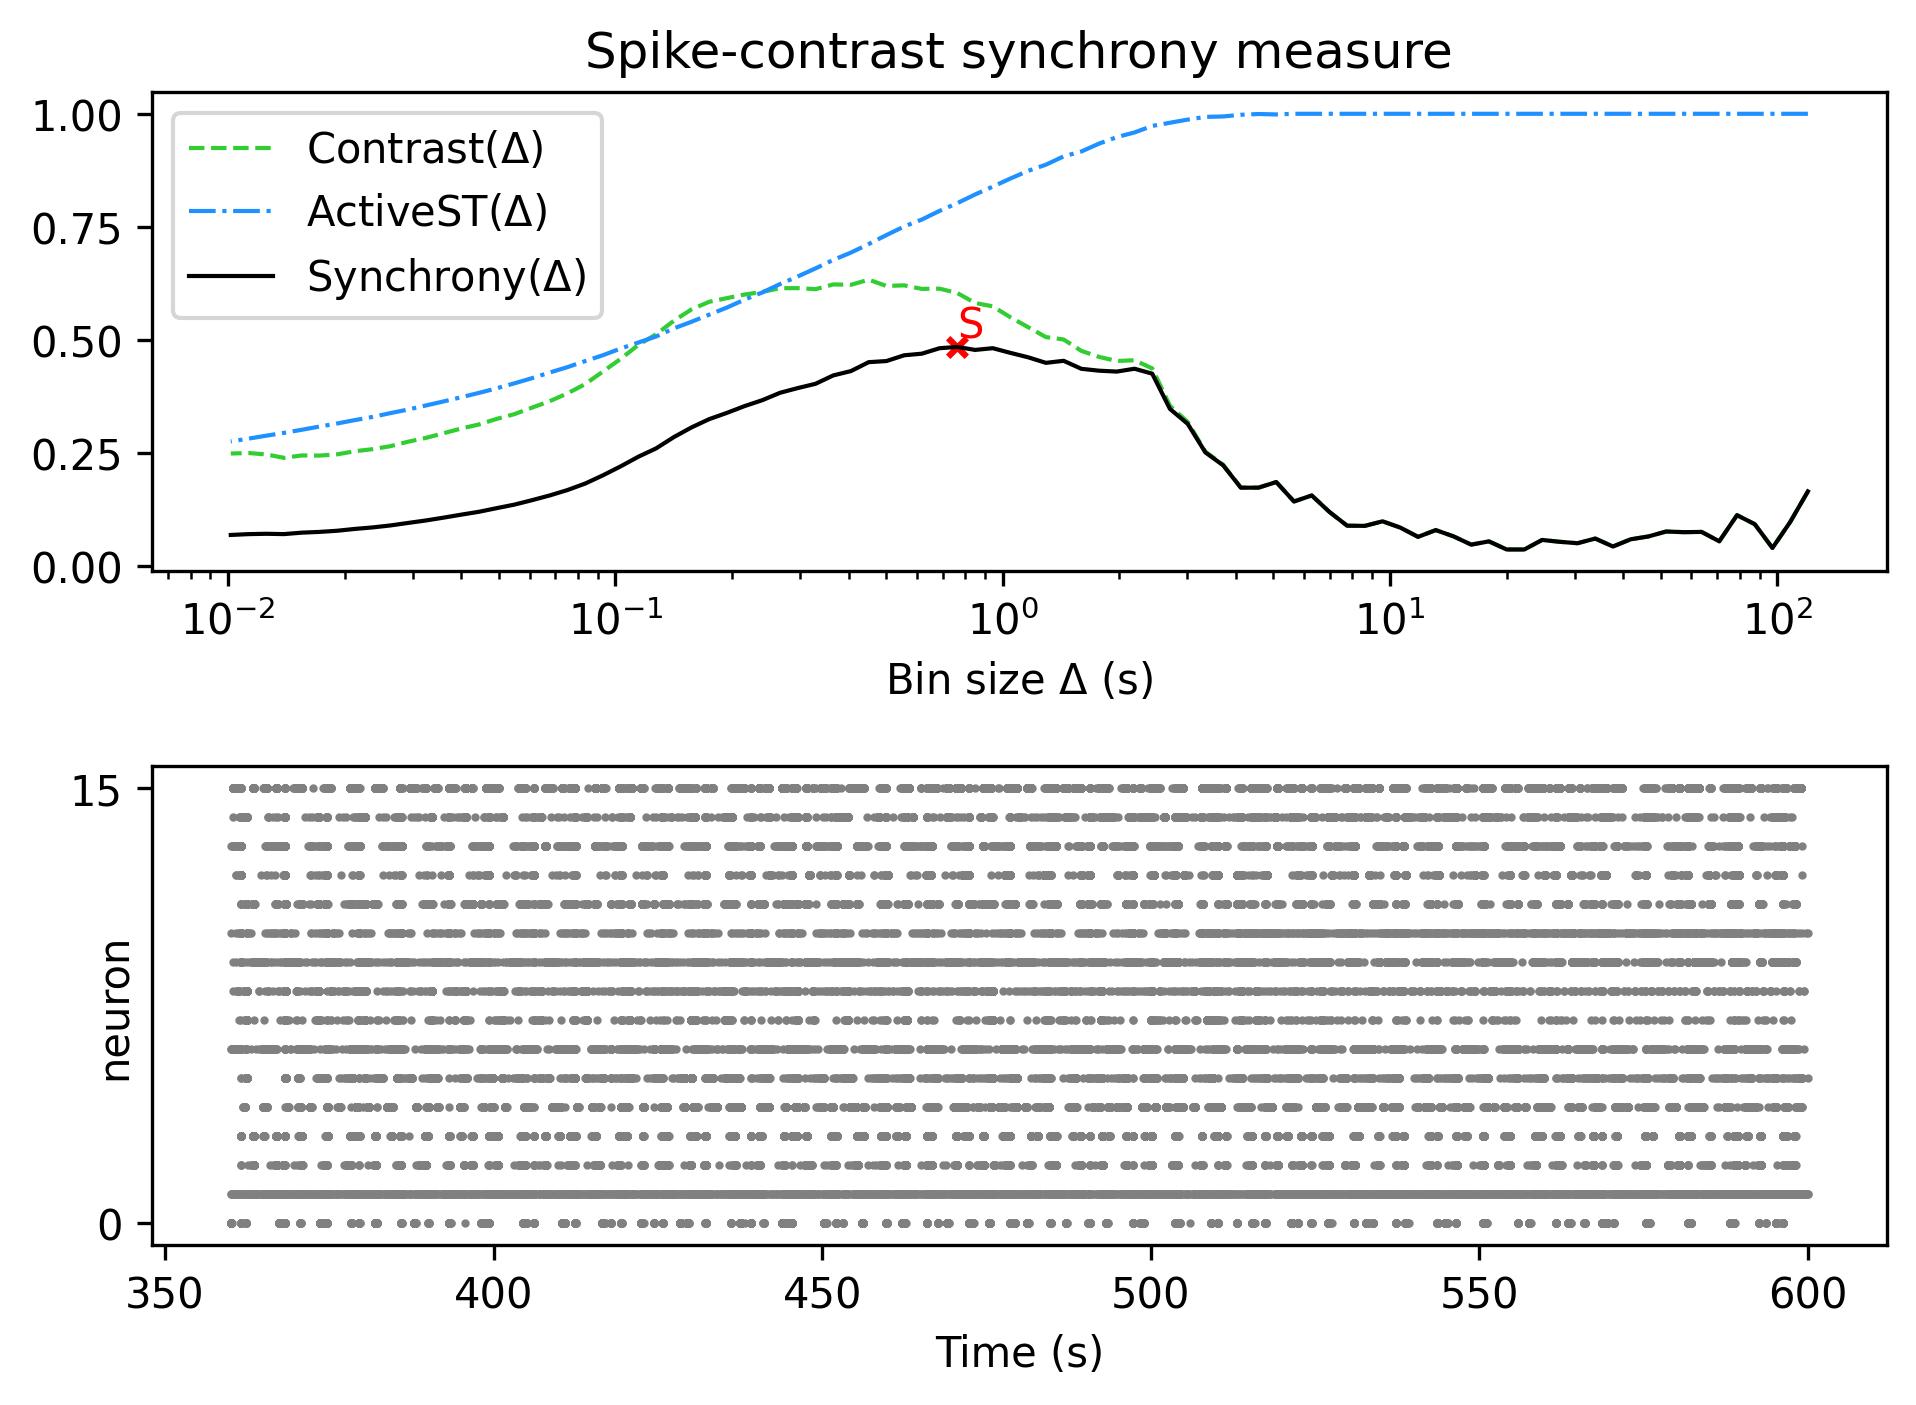 Spike-contrast synchrony measure
1.00
0.75
0.50
0.25
0.00
Contrast(Δ)
ActiveST(Δ)
Synchrony(Δ)
S
10⁻² 10⁻¹ 10⁰ 10¹ 10²
Bin size Δ (s)
15
0
neuron
350 400 450 500 550 600
Time (s)